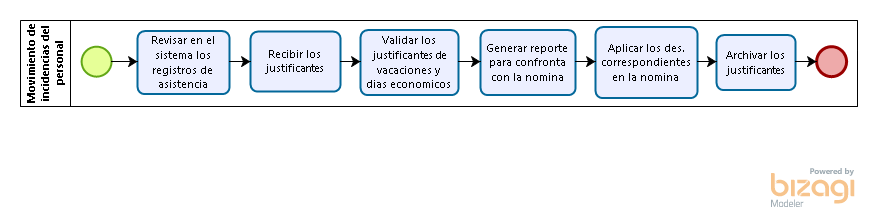 Movimiento de
incidencias del
personal
Revisar en el
sistema los
registros de
asistencia
Recibir los
justificantes
Validar los
justificantes de
vacaciones y
dias economicos
Generar reporte
para confronta
con la nomina
Aplicar los des.
correspondientes
en la nomina
Archivar los
justificantes
Powered by
bizagi
Modeler